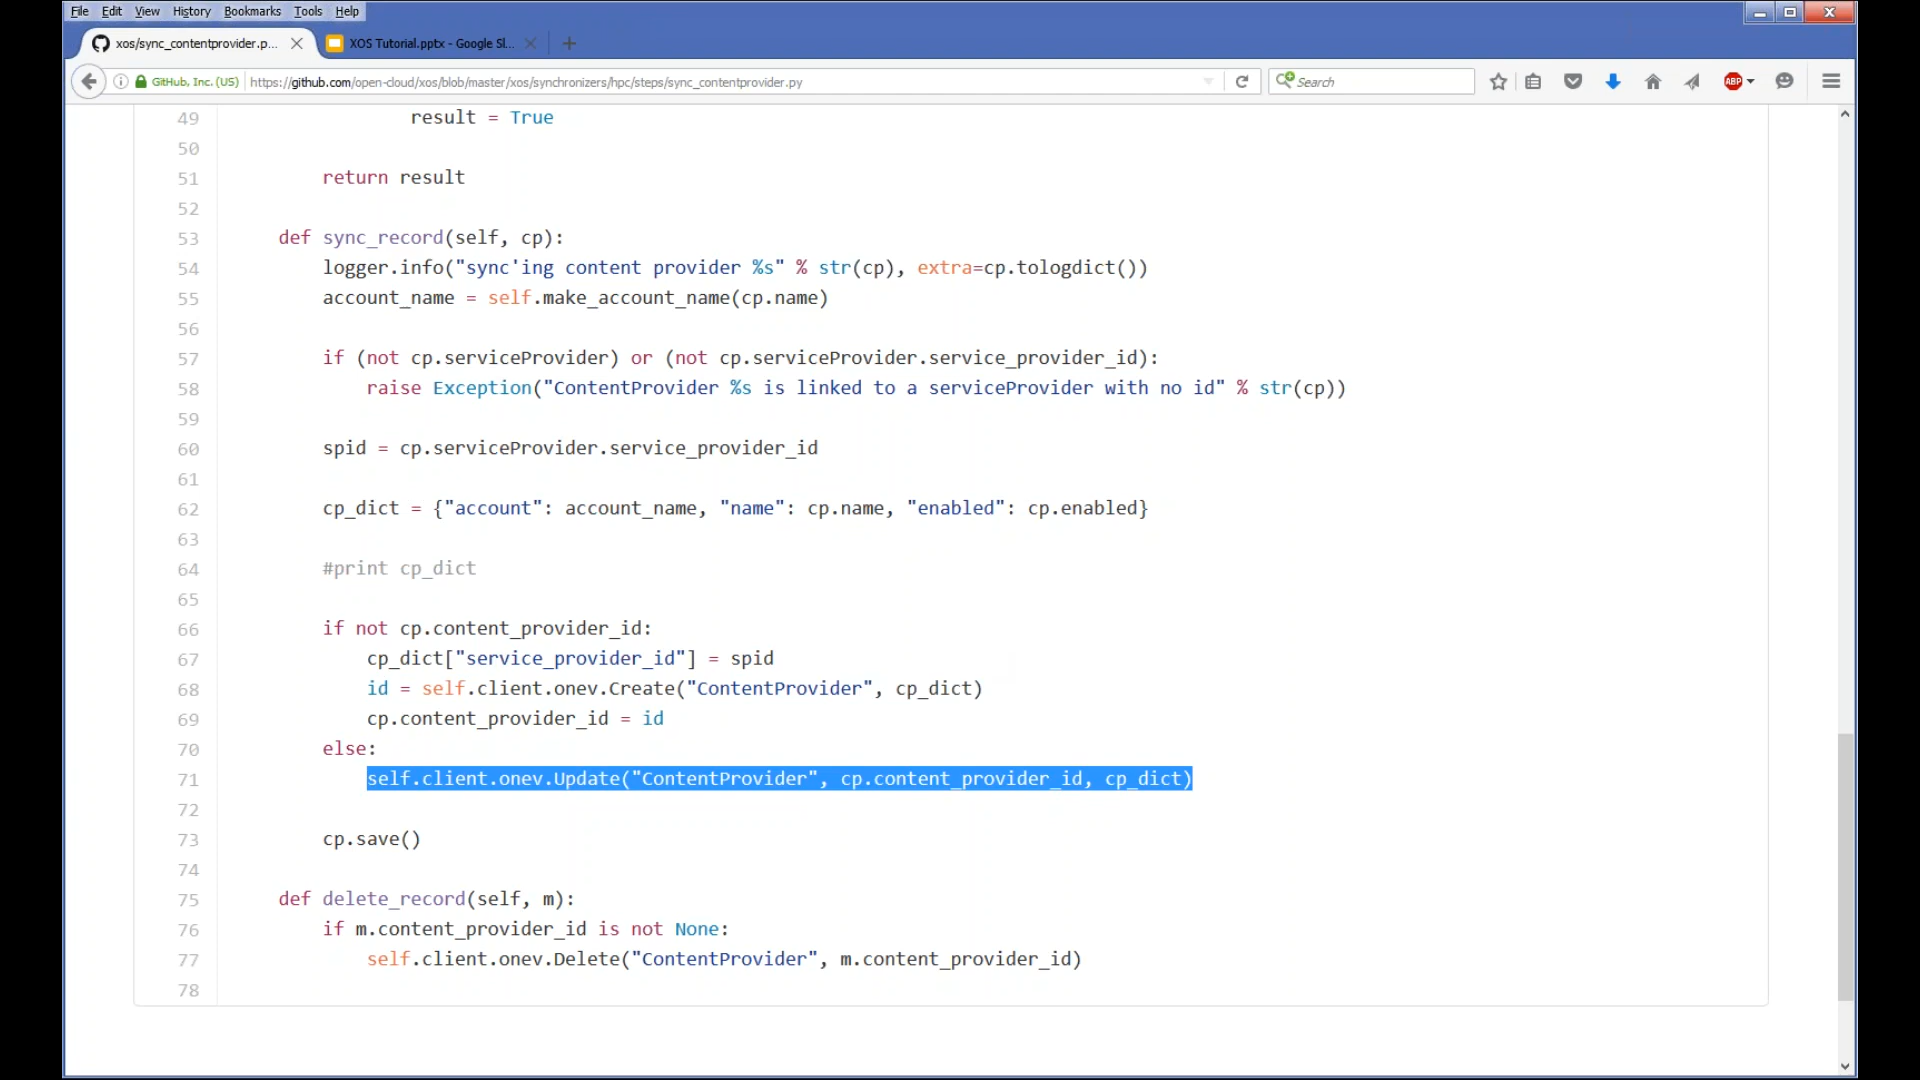 File Edit View History Bookmarks Tools Help
xos/sync_contentprovider.p... XOS Tutorial.pptx - Google Sl...
GitHub, Inc. (US) https://github.com/open-cloud/xos/blob/master/xos/synchronizers/hpc/steps/sync_contentprovider.py Search ABP
49 result = True
50
51 return result
52
53 def sync_record(self, cp):
54 logger.info("sync'ing content provider %s" % str(cp), extra=cp.tologdict())
55 account_name = self.make_account_name(cp.name)
56
57 if (not cp.serviceProvider) or (not cp.serviceProvider.service_provider_id):
58 raise Exception("ContentProvider %s is linked to a serviceProvider with no id" % str(cp))
59
60 spid = cp.serviceProvider.service_provider_id
61
62 cp_dict = {"account": account_name, "name": cp.name, "enabled": cp.enabled}
63
64 #print cp_dict
65
66 if not cp.content_provider_id:
67 cp_dict["service_provider_id"] = spid
68 id = self.client.onev.Create("ContentProvider", cp_dict)
69 cp.content_provider_id = id
70 else:
71 self.client.onev.Update("ContentProvider", cp.content_provider_id, cp_dict)
72
73 cp.save()
74
75 def delete_record(self, m):
76 if m.content_provider_id is not None:
77 self.client.onev.Delete("ContentProvider", m.content_provider_id)
78